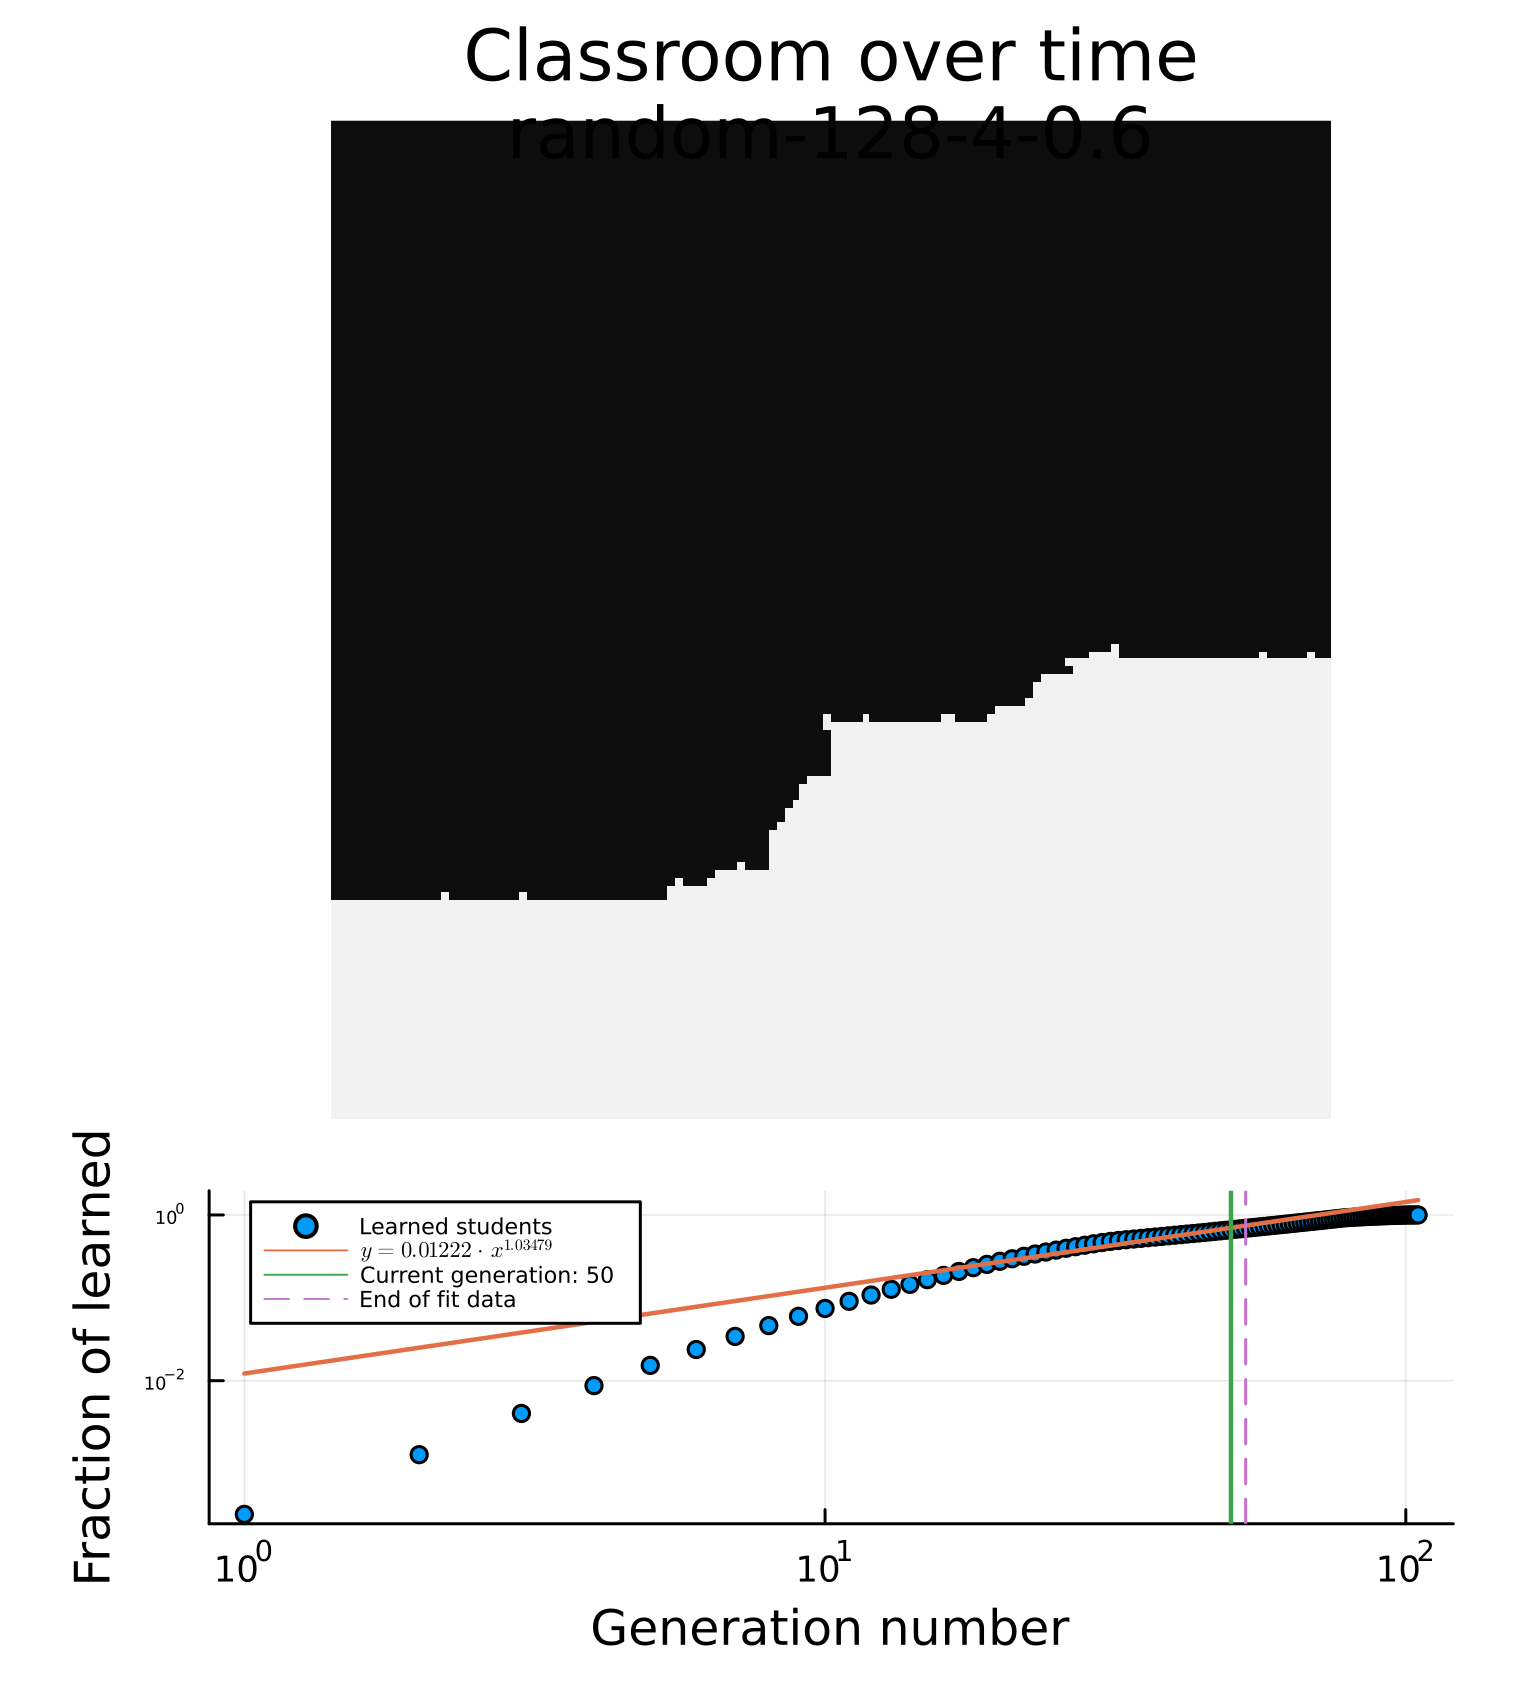 Classroom over time
random-128-4-0.6
Fraction of learned
10^0
10^-2
Learned students
y = 0.01222 · x^1.03479
Current generation: 50
End of fit data
10^0
10^1
10^2
Generation number